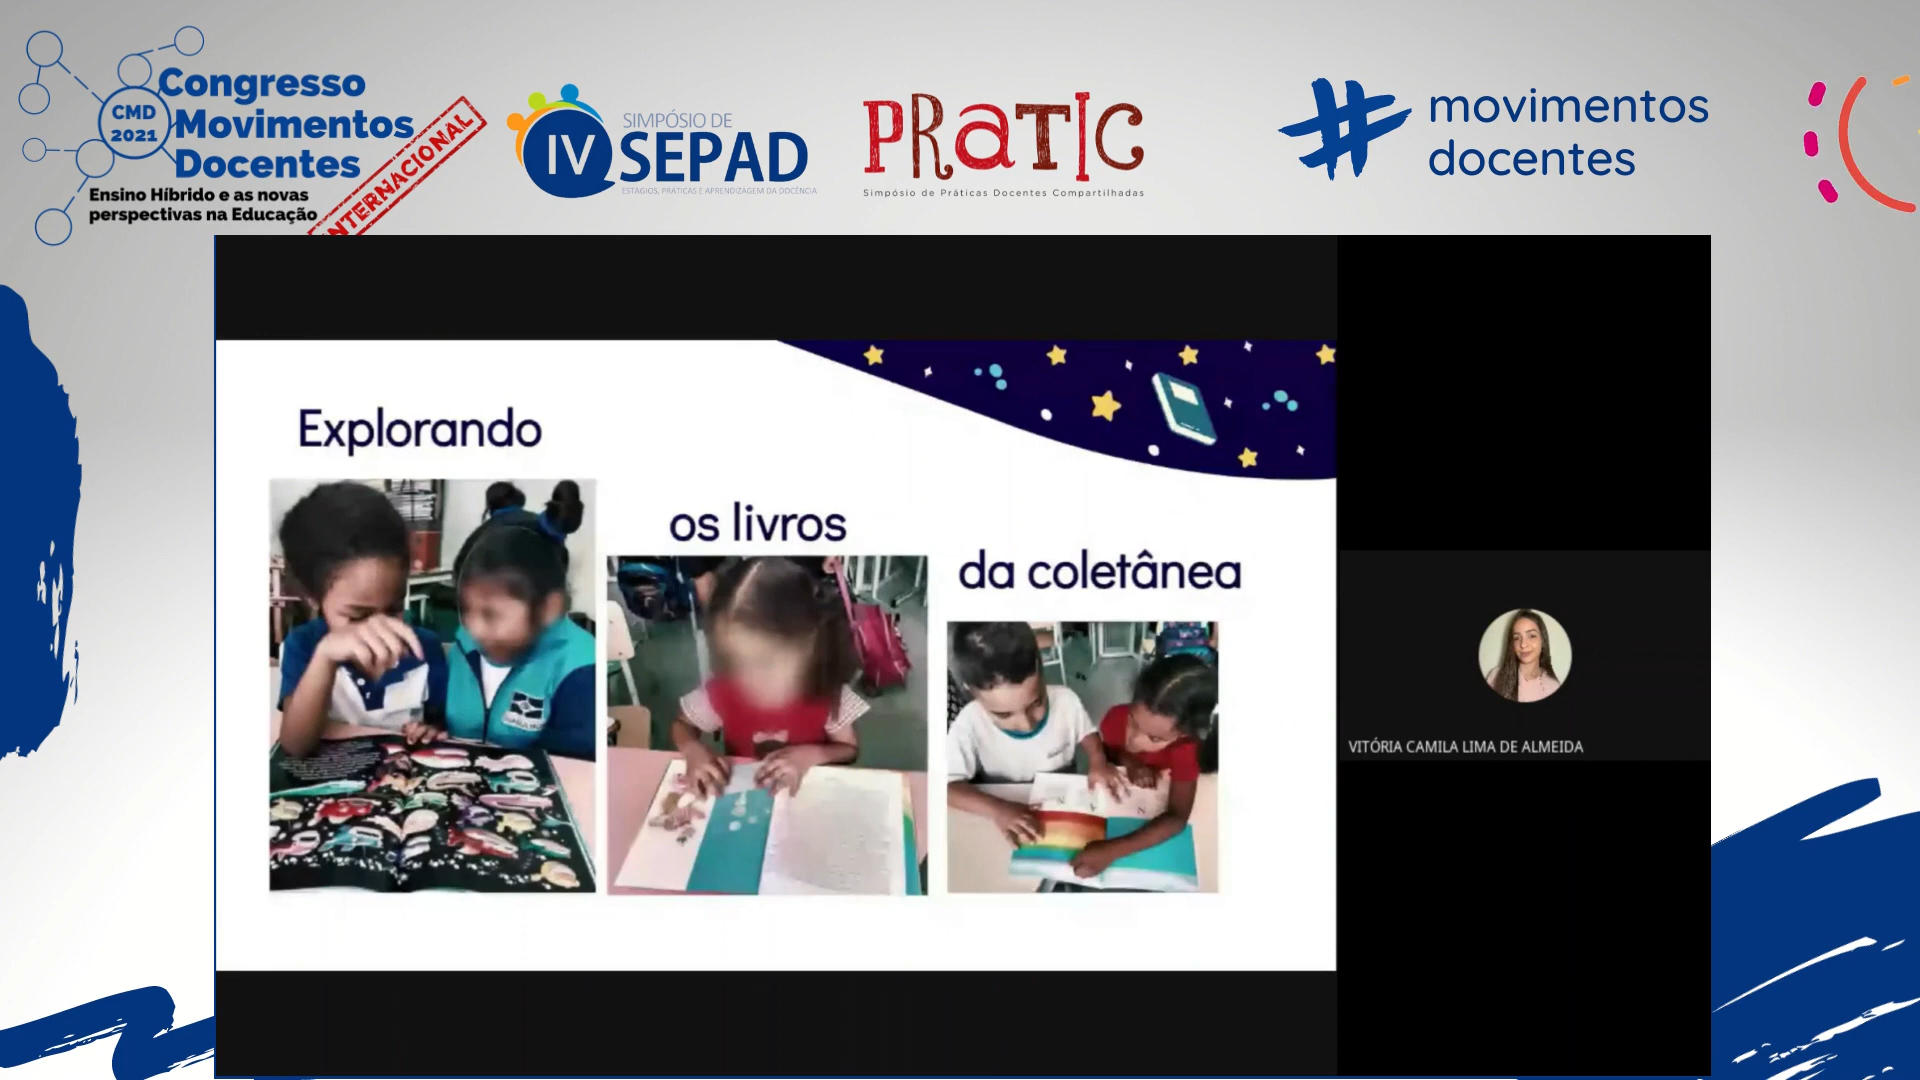 Congresso
CMD
2021
Movimentos
Docentes
Ensino Híbrido e as novas
perspectivas na Educação
INTERNACIONAL
IV
SIMPÓSIO DE
SEPAD
ESTÁGIOS, PRÁTICAS E APRENDIZAGEM DA DOCÊNCIA
PRATIC
Simpósio de Práticas Docentes Compartilhadas
# movimentos
docentes
Explorando
os livros
da coletânea
VITÓRIA CAMILA LIMA DE ALMEIDA